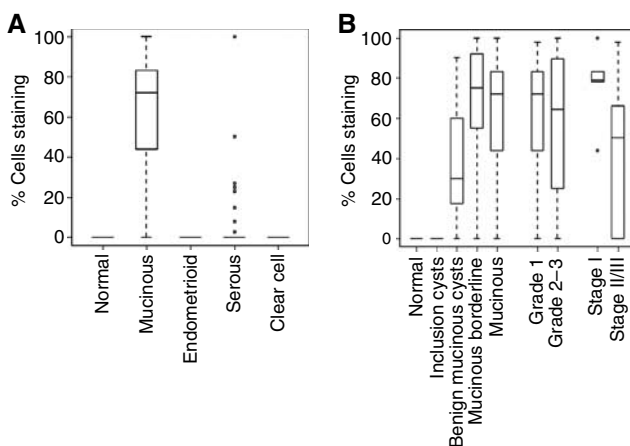 A
% Cells staining
100
80
60
40
20
0
Normal
Mucinous
Endometrioid
Serous
Clear cell
B
% Cells staining
100
80
60
40
20
0
Normal
Inclusion cysts
Benign mucinous cysts
Mucinous borderline
Mucinous
Grade 1
Grade 2–3
Stage I
Stage II/III